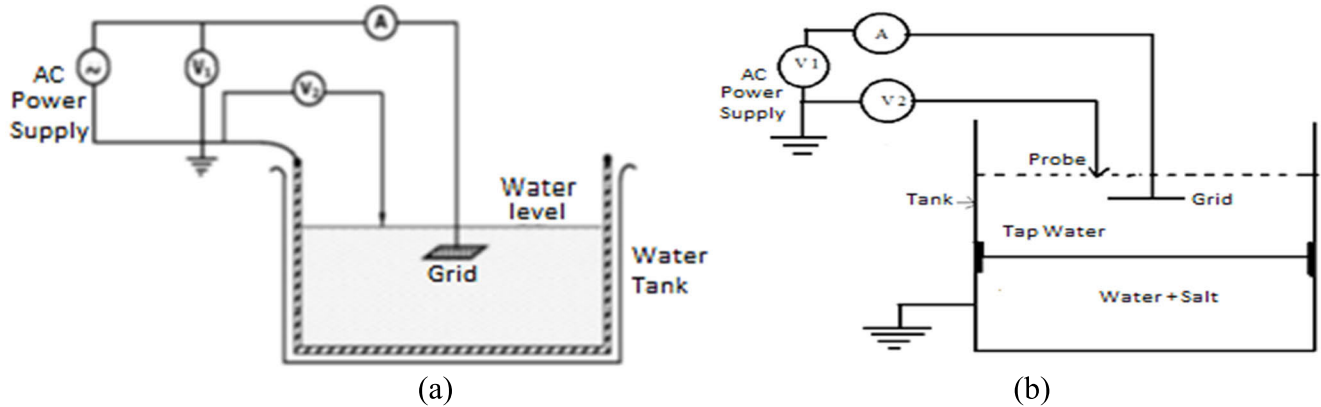 A
~
V₁
AC
Power
Supply
V₂
Water
level
Grid
Water
Tank
(a)
A
V 1
AC
Power
Supply
V 2
Probe
Tank
Grid
Tap Water
Water + Salt
(b)